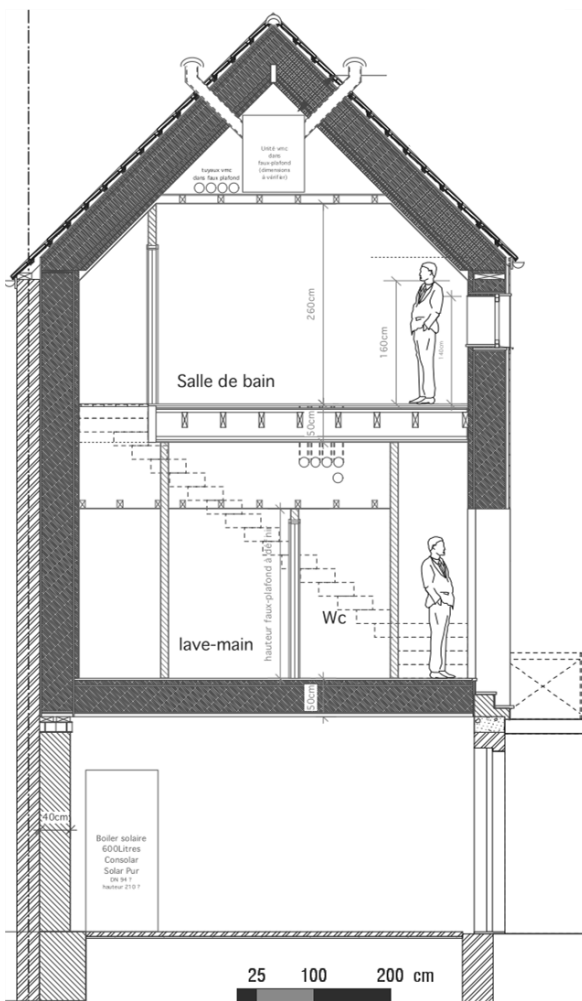 Unité vmc
dans
faux-plafond
(dimensions
à vérifier)
tuyaux vmc
dans faux plafond
260cm
160cm
140cm
Salle de bain
50cm
hauteur faux-plafond à définir
Wc
lave-main
50cm
40cm
Boiler solaire
600Litres
Consolar
Solar Pur
DN 94 ?
hauteur 210 ?
25 100 200 cm